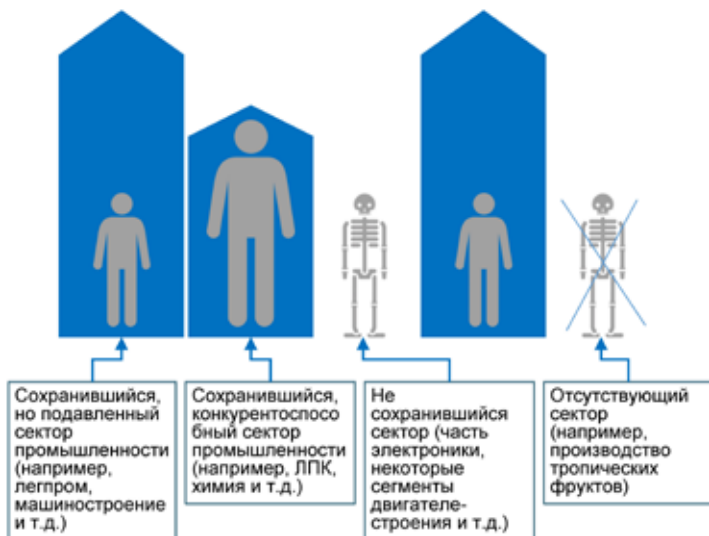 Сохранившийся,
но подавленный
сектор
промышленности
(например,
легпром,
машиностроение
и т.д.)
Сохранившийся,
конкурентоспосо
бный сектор
промышленности
(например, ЛПК,
химия и т.д.)
Не
сохранившийся
сектор (часть
электроники,
некоторые
сегменты
двигателе-
строения и т.д.)
Отсутствующий
сектор
(например,
производство
тропических
фруктов)